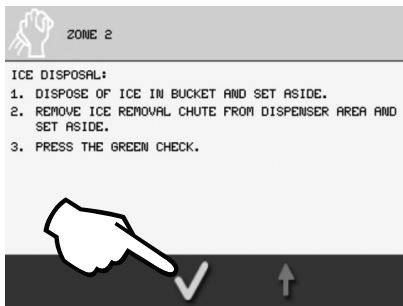 ZONE 2
ICE DISPOSAL:
1. DISPOSE OF ICE IN BUCKET AND SET ASIDE.
2. REMOVE ICE REMOVAL CHUTE FROM DISPENSER AREA AND
SET ASIDE.
3. PRESS THE GREEN CHECK.